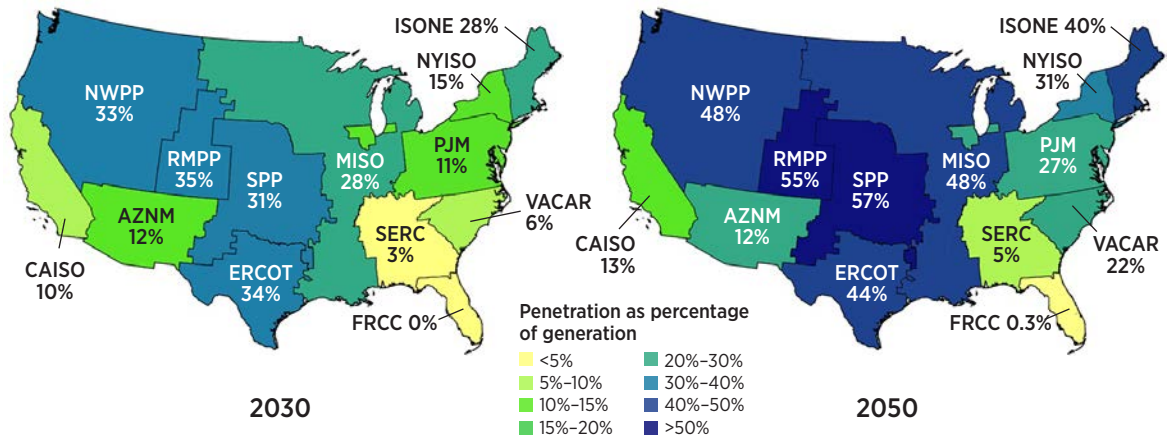 ISONE 28%
NYISO
15%
NWPP
33%
RMPP
35%
SPP
31%
MISO
28%
PJM
11%
VACAR
6%
AZNM
12%
SERC
3%
CAISO
10%
ERCOT
34%
FRCC 0%
2030
Penetration as percentage
of generation
<5%
5%–10%
10%–15%
15%–20%
20%–30%
30%–40%
40%–50%
>50%
ISONE 40%
NYISO
31%
NWPP
48%
RMPP
55%
SPP
57%
MISO
48%
PJM
27%
AZNM
12%
SERC
5%
VACAR
22%
CAISO
13%
ERCOT
44%
FRCC 0.3%
2050